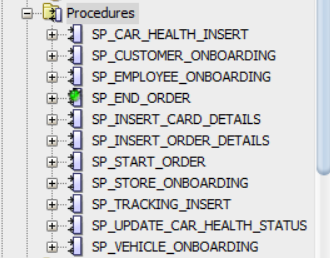 Procedures
SP_CAR_HEALTH_INSERT
SP_CUSTOMER_ONBOARDING
SP_EMPLOYEE_ONBOARDING
SP_END_ORDER
SP_INSERT_CARD_DETAILS
SP_INSERT_ORDER_DETAILS
SP_START_ORDER
SP_STORE_ONBOARDING
SP_TRACKING_INSERT
SP_UPDATE_CAR_HEALTH_STATUS
SP_VEHICLE_ONBOARDING